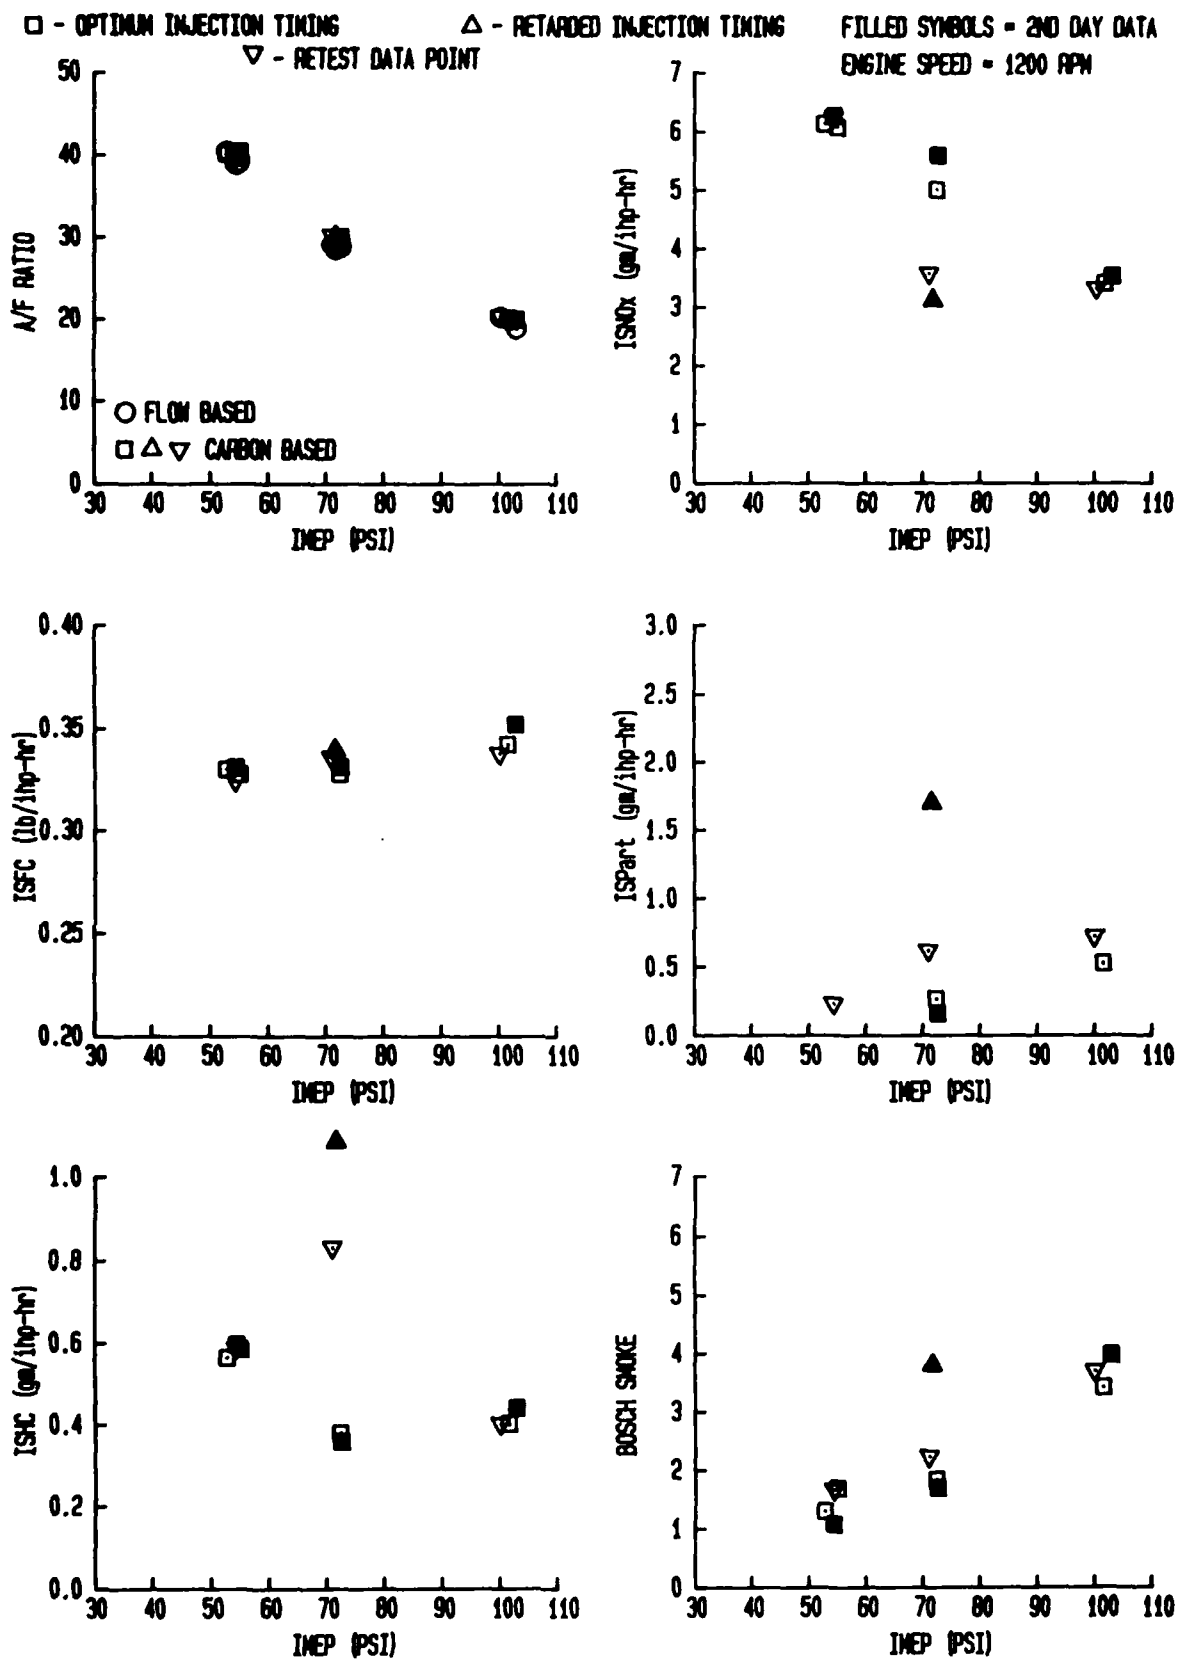 □ - OPTIMUM INJECTION TIMING △ - RETARDED INJECTION TIMING FILLED SYMBOLS = 2ND DAY DATA
▽ - RETEST DATA POINT ENGINE SPEED = 1200 RPM
50
40
30
20
10
0
A/F RATIO
○ FLOW BASED
□ △ ▽ CARBON BASED
30 40 50 60 70 80 90 100 110
IMEP (PSI)
7
6
5
4
3
2
1
0
ISNOx (gm/ihp-hr)
30 40 50 60 70 80 90 100 110
IMEP (PSI)
0.40
0.35
0.30
0.25
0.20
ISFC (lb/ihp-hr)
30 40 50 60 70 80 90 100 110
IMEP (PSI)
3.0
2.5
2.0
1.5
1.0
0.5
0.0
ISPart (gm/ihp-hr)
30 40 50 60 70 80 90 100 110
IMEP (PSI)
1.0
0.8
0.6
0.4
0.2
0.0
ISHC (gm/ihp-hr)
30 40 50 60 70 80 90 100 110
IMEP (PSI)
7
6
5
4
3
2
1
0
BOSCH SMOKE
30 40 50 60 70 80 90 100 110
IMEP (PSI)